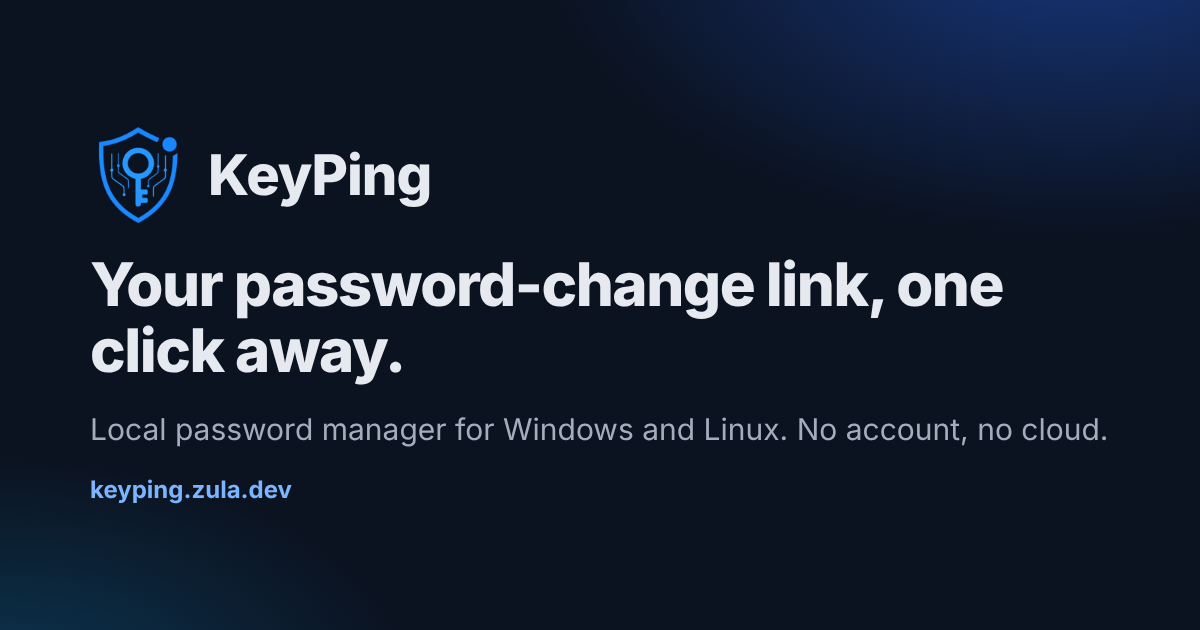 KeyPing
Your password-change link, one
click away.
Local password manager for Windows and Linux. No account, no cloud.
keyping.zula.dev